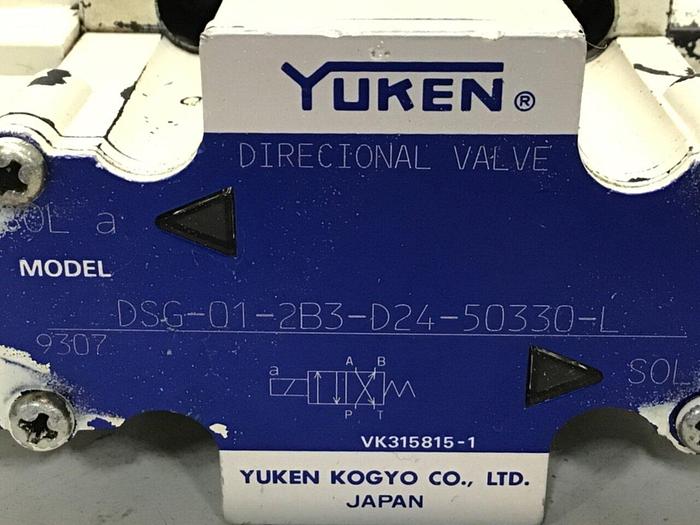 YUKEN®
DIRECIONAL VALVE
SOL a
MODEL
DSG-01-2B3-D24-50330-L
9307
A B
a
P T
SOL
VK315815-1
YUKEN KOGYO CO., LTD.
JAPAN